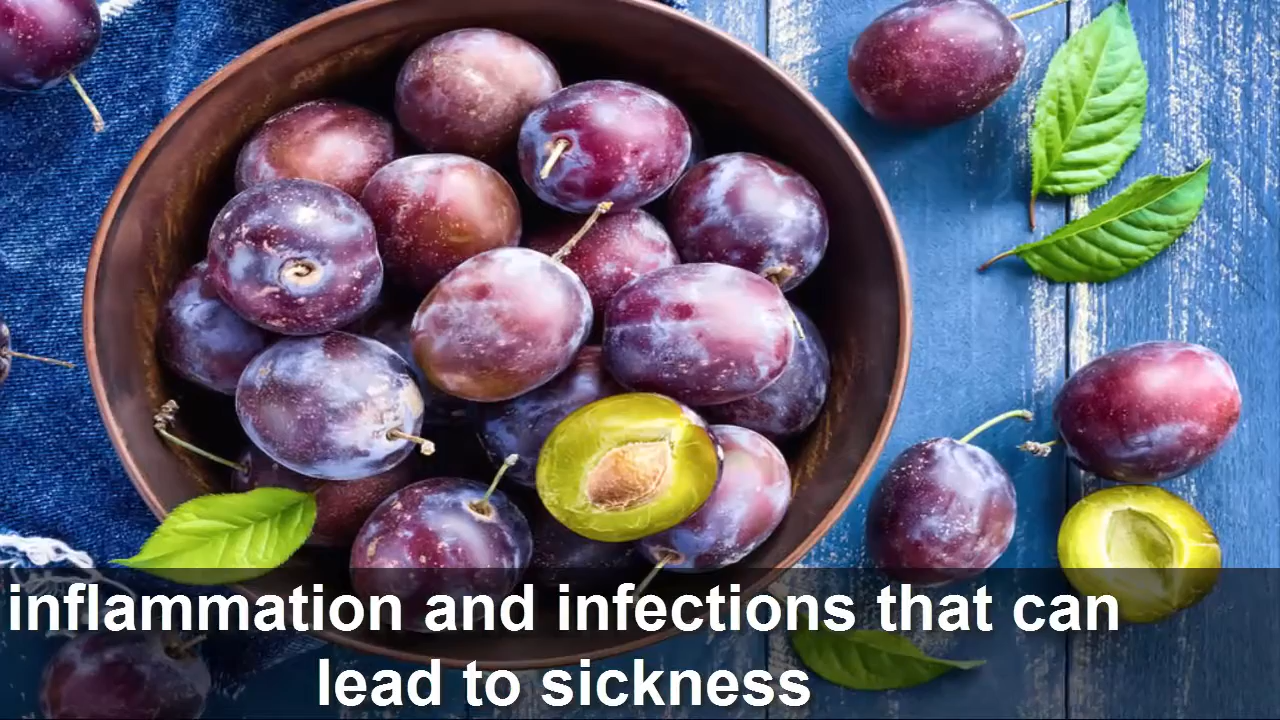 inflammation and infections that can
lead to sickness